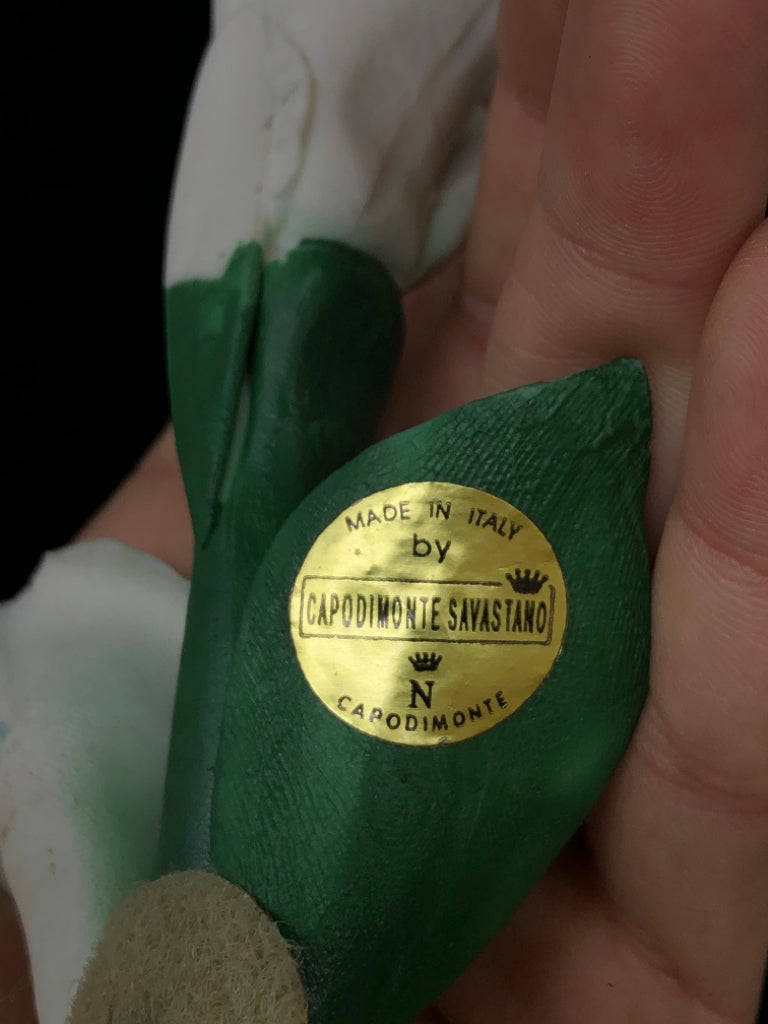 MADE IN ITALY
by
CAPODIMONTE SAVASTANO
N
CAPODIMONTE